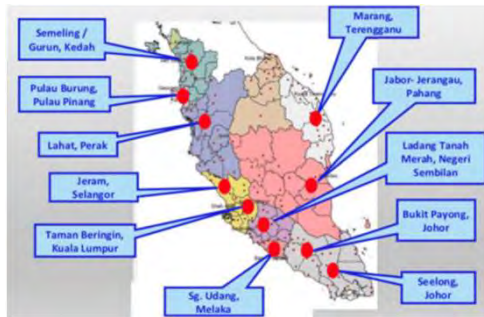 Semeling /
Gurun, Kedah
Marang,
Terengganu
Pulau Burung,
Pulau Pinang
Jabor- Jerangau,
Pahang
Lahat, Perak
Ladang Tanah
Merah, Negeri
Sembilan
Jeram,
Selangor
Taman Beringin,
Kuala Lumpur
Bukit Payong,
Johor
Sg. Udang,
Melaka
Seelong,
Johor